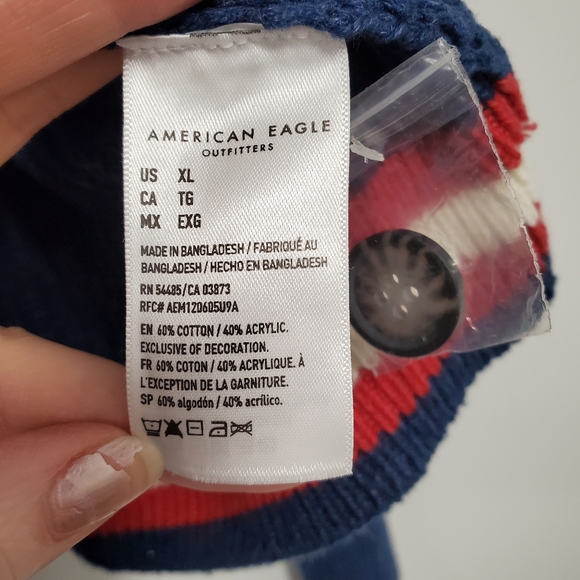 AMERICAN EAGLE
OUTFITTERS
US XL
CA TG
MX EXG
MADE IN BANGLADESH / FABRIQUÉ AU
BANGLADESH / HECHO EN BANGLADESH
RN 54485/CA 03873
RFC# AEM120605U9A
EN 60% COTTON / 40% ACRYLIC.
EXCLUSIVE OF DECORATION.
FR 60% COTON / 40% ACRYLIQUE. À
L'EXCEPTION DE LA GARNITURE.
SP 60% algodón / 40% acrílico.